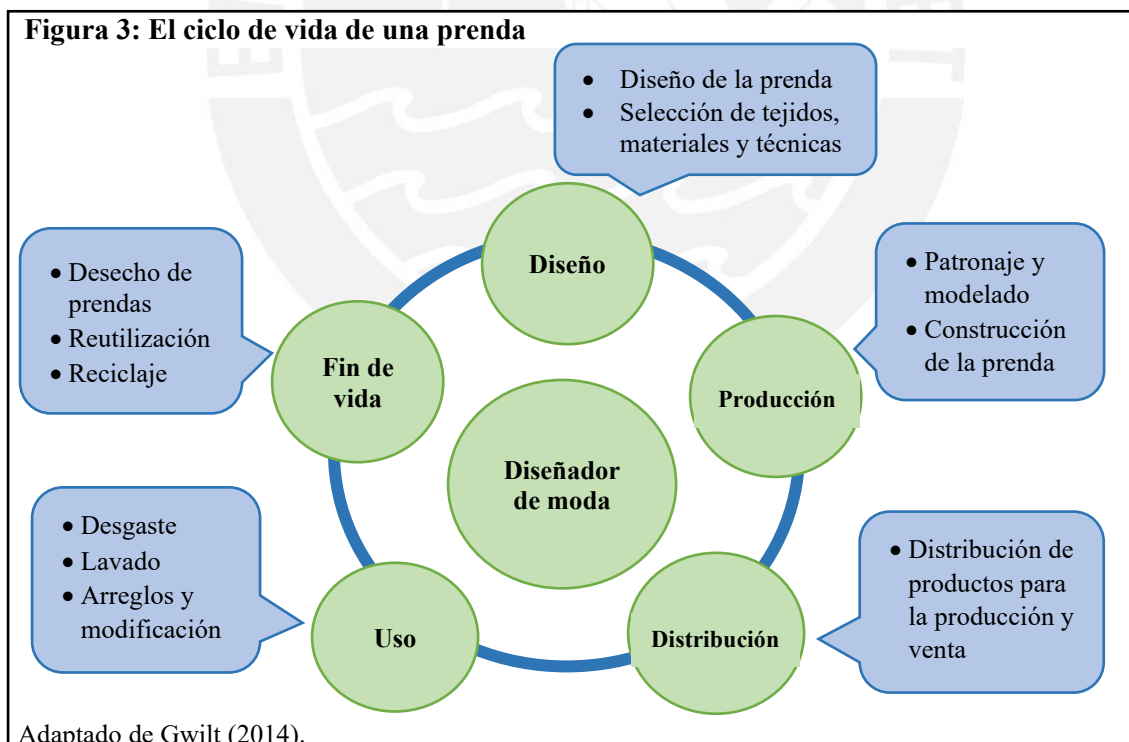 Figura 3: El ciclo de vida de una prenda
• Diseño de la prenda
• Selección de tejidos,
materiales y técnicas
Diseño
• Patronaje y
modelado
• Construcción
de la prenda
Producción
• Desecho de
prendas
• Reutilización
• Reciclaje
Fin de
vida
Diseñador
de moda
• Desgaste
• Lavado
• Arreglos y
modificación
Uso
Distribución
• Distribución de
productos para
la producción y
venta
Adaptado de Gwilt (2014).